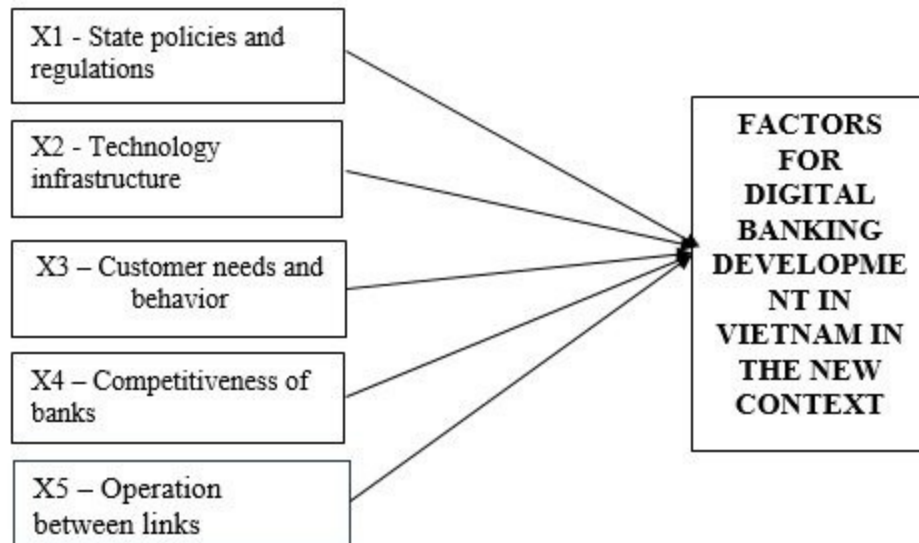 X1 - State policies and
regulations
X2 - Technology
infrastructure
X3 – Customer needs and
behavior
X4 – Competitiveness of
banks
X5 – Operation
between links
FACTORS
FOR
DIGITAL
BANKING
DEVELOPME
NT IN
VIETNAM IN
THE NEW
CONTEXT